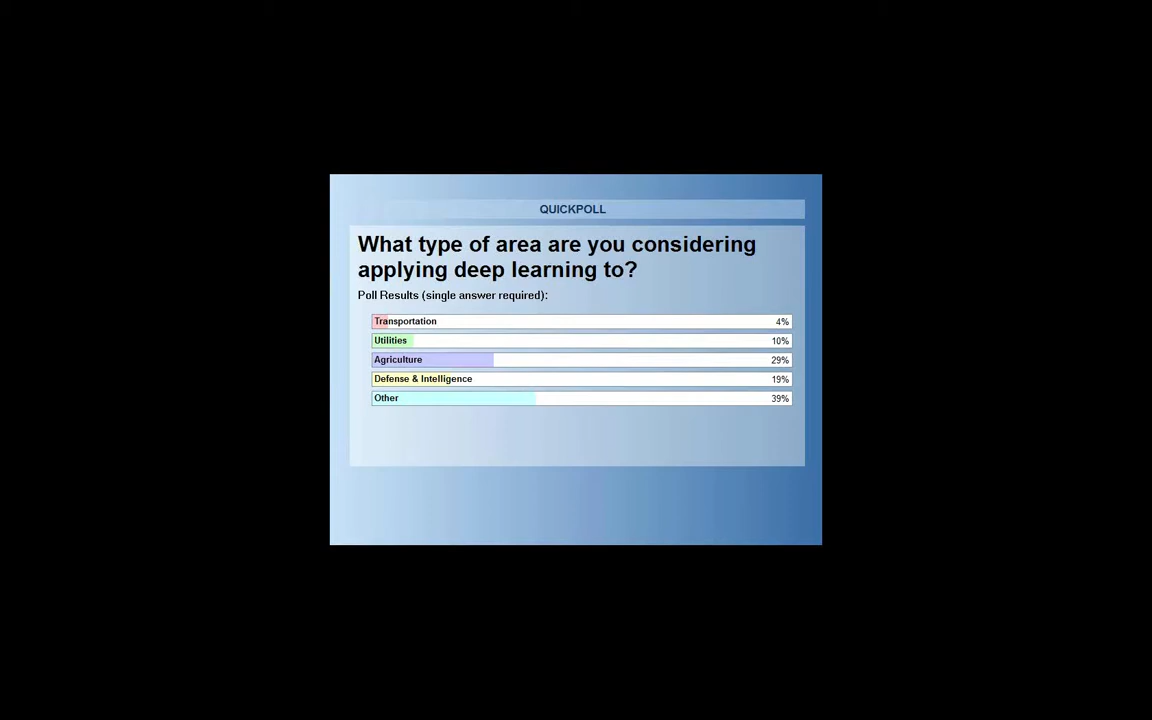 QUICKPOLL
What type of area are you considering
applying deep learning to?
Poll Results (single answer required):
Transportation 4%
Utilities 10%
Agriculture 29%
Defense & Intelligence 19%
Other 39%